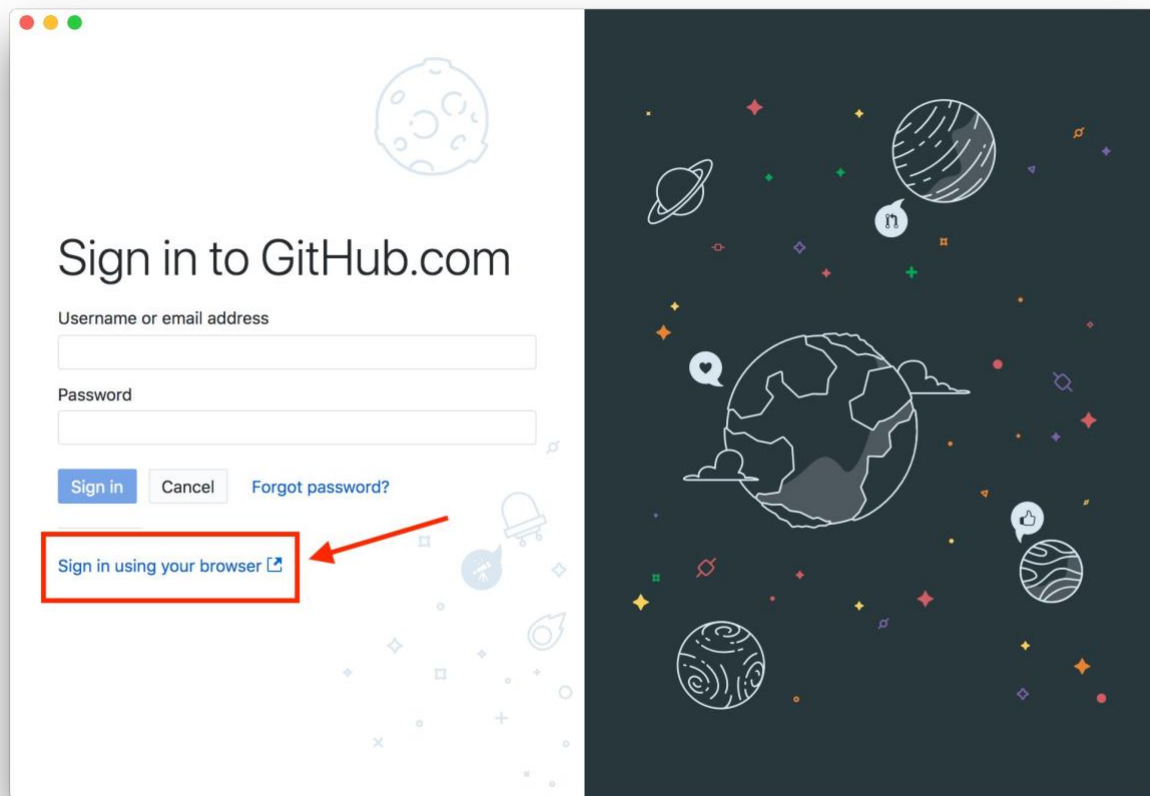 Sign in to GitHub.com
Username or email address
Password
Sign in Cancel Forgot password?
Sign in using your browser